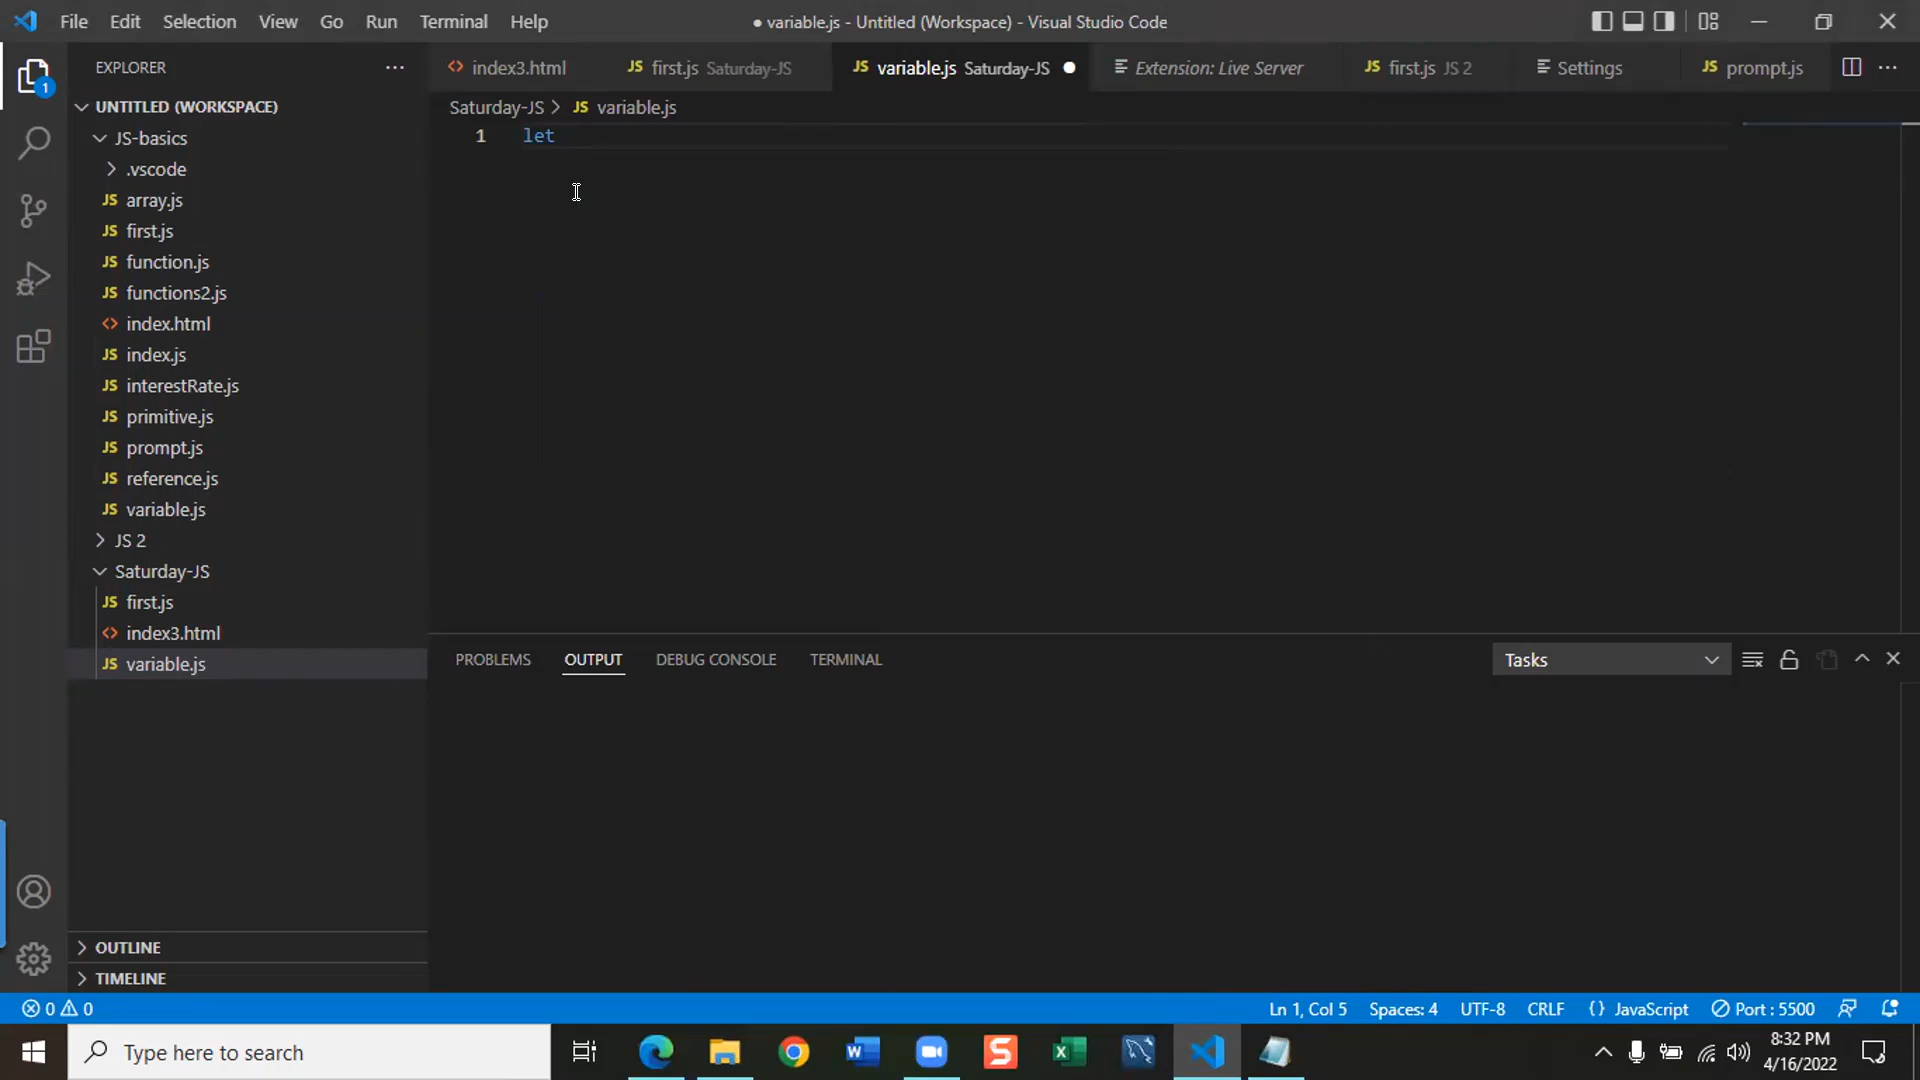 File Edit Selection View Go Run Terminal Help
● variable.js - Untitled (Workspace) - Visual Studio Code
EXPLORER
index3.html
JS first.js Saturday-JS
JS variable.js Saturday-JS
Extension: Live Server
JS first.js JS 2
Settings
JS prompt.js
1
UNTITLED (WORKSPACE)
Saturday-JS > JS variable.js
JS-basics
1 let
.vscode
JS array.js
JS first.js
JS function.js
JS functions2.js
index.html
JS index.js
JS interestRate.js
JS primitive.js
JS prompt.js
JS reference.js
JS variable.js
JS 2
Saturday-JS
JS first.js
index3.html
JS variable.js
PROBLEMS OUTPUT DEBUG CONSOLE TERMINAL
Tasks
OUTLINE
TIMELINE
0 0
Ln 1, Col 5 Spaces: 4 UTF-8 CRLF {} JavaScript Port : 5500
Type here to search
W
S
X
8:32 PM
4/16/2022